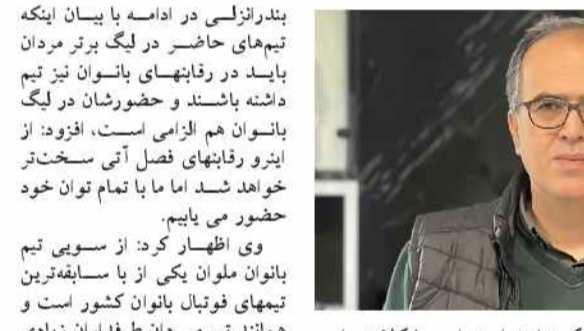 بندرانزلی در ادامه با بیان اینکه
تیم‌های حاضر در لیگ برتر مردان
باید در رقابتهای بانوان نیز تیم
داشته باشند و حضورشان در لیگ
بانوان هم الزامی است، افزود: از
اینرو رقابتهای فصل آتی سخت‌تر
خواهد شد اما ما با تمام توان خود
حضور می یابیم.
وی اظهار کرد: از سویی تیم
بانوان ملوان یکی از با سابقه‌ترین
تیمهای فوتبال بانوان کشور است و